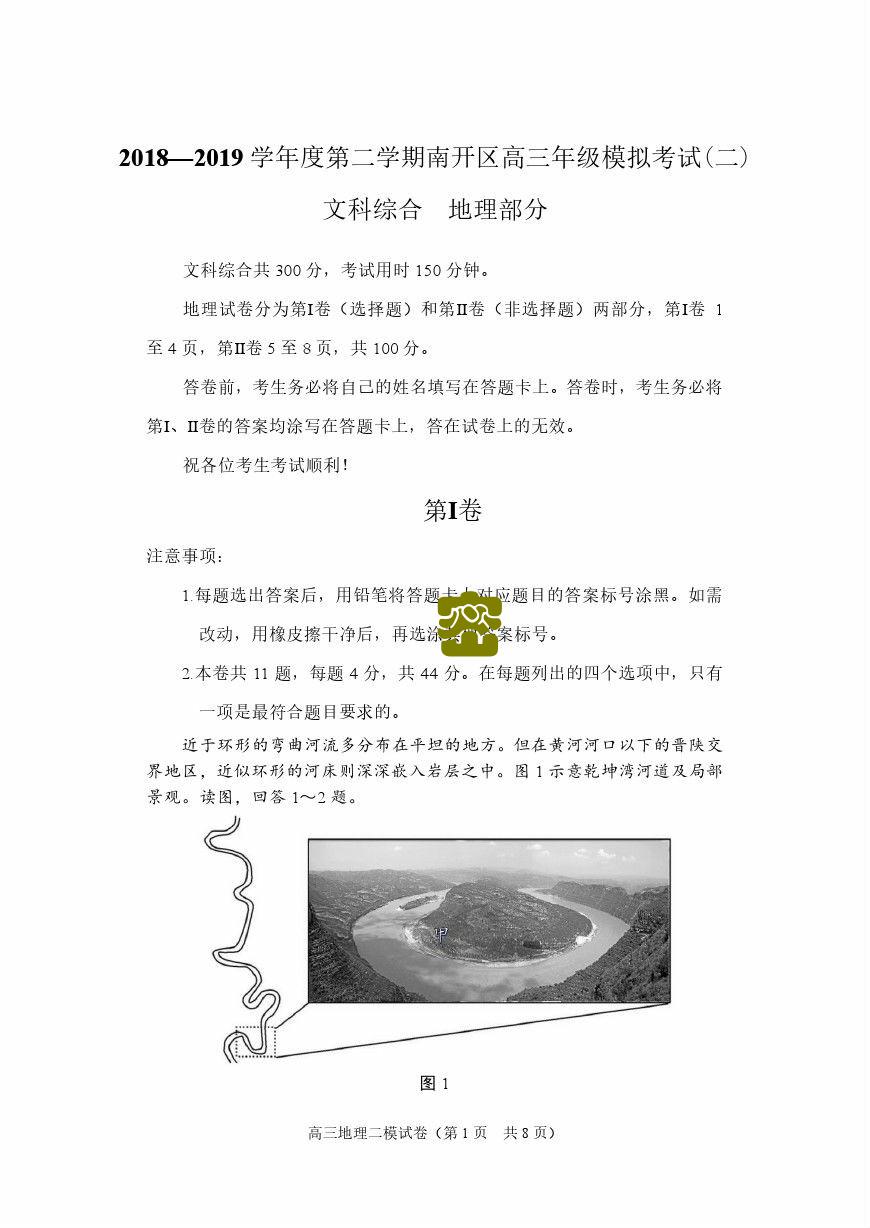 2018—2019 学年度第二学期南开区高三年级模拟考试（二）
文科综合　地理部分
文科综合共 300 分，考试用时 150 分钟。
地理试卷分为第Ⅰ卷（选择题）和第Ⅱ卷（非选择题）两部分，第Ⅰ卷 1
至 4 页，第Ⅱ卷 5 至 8 页，共 100 分。
答卷前，考生务必将自己的姓名填写在答题卡上。答卷时，考生务必将
第Ⅰ、Ⅱ卷的答案均涂写在答题卡上，答在试卷上的无效。
祝各位考生考试顺利！
第Ⅰ卷
注意事项：
1.每题选出答案后，用铅笔将答题卡上对应题目的答案标号涂黑。如需
改动，用橡皮擦干净后，再选涂案标号。
2.本卷共 11 题，每题 4 分，共 44 分。在每题列出的四个选项中，只有
一项是最符合题目要求的。
近于环形的弯曲河流多分布在平坦的地方。但在黄河河口以下的晋陕交
界地区，近似环形的河床则深深嵌入岩层之中。图 1 示意乾坤湾河道及局部
景观。读图，回答 1～2 题。
甲
图 1
高三地理二模试卷（第 1 页　共 8 页）